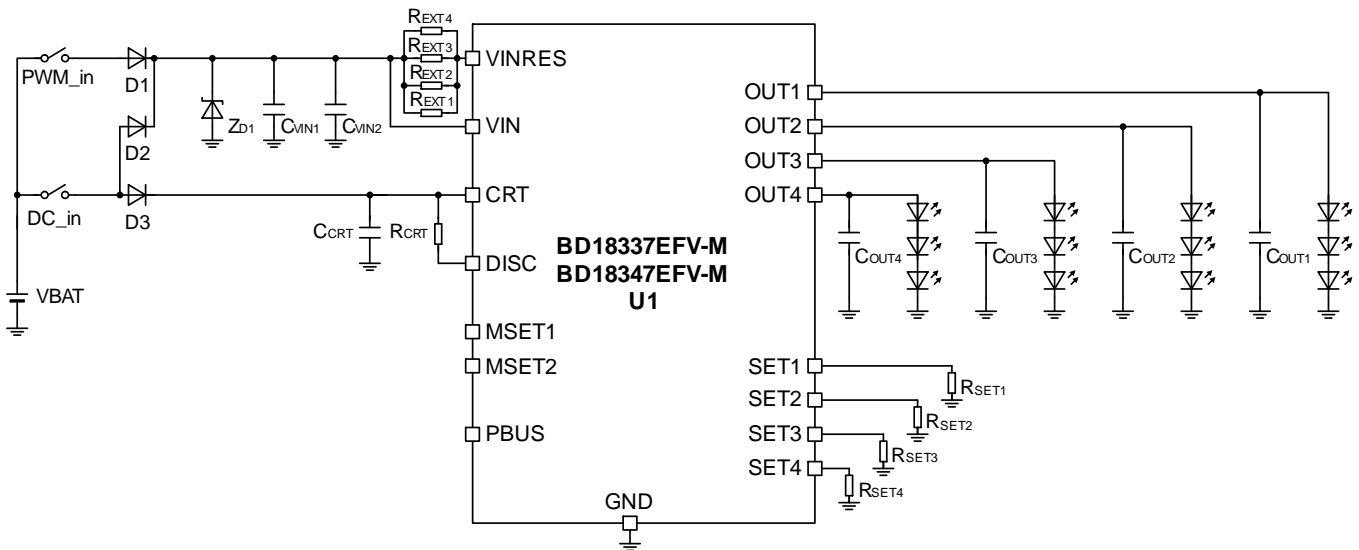 REXT4
REXT3
REXT2
REXT1
VINRES
PWM_in
D1
ZD1
CVIN1
CVIN2
VIN
D2
DC_in
D3
CRT
CCRT
RCRT
DISC
VBAT
MSET1
MSET2
PBUS
BD18337EFV-M
BD18347EFV-M
U1
GND
OUT1
OUT2
OUT3
OUT4
COUT4
COUT3
COUT2
COUT1
SET1
SET2
SET3
SET4
RSET1
RSET2
RSET3
RSET4